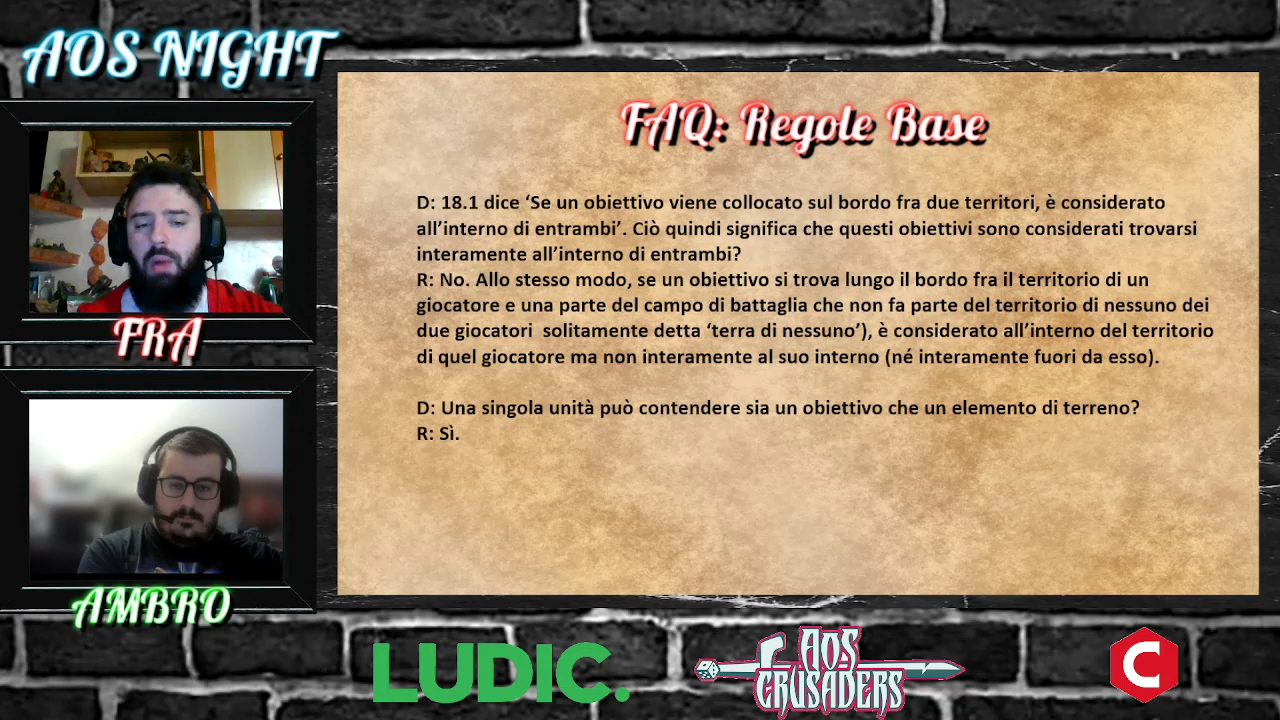 AOS NIGHT
FAQ: Regole Base
D: 18.1 dice ‘Se un obiettivo viene collocato sul bordo fra due territori, è considerato
all’interno di entrambi’. Ciò quindi significa che questi obiettivi sono considerati trovarsi
interamente all’interno di entrambi?
R: No. Allo stesso modo, se un obiettivo si trova lungo il bordo fra il territorio di un
giocatore e una parte del campo di battaglia che non fa parte del territorio di nessuno dei
due giocatori solitamente detta ‘terra di nessuno’), è considerato all’interno del territorio
di quel giocatore ma non interamente al suo interno (né interamente fuori da esso).
D: Una singola unità può contendere sia un obiettivo che un elemento di terreno?
R: Sì.
FRA
AMBRO
LUDIC.
AOS
CRUSADERS
C